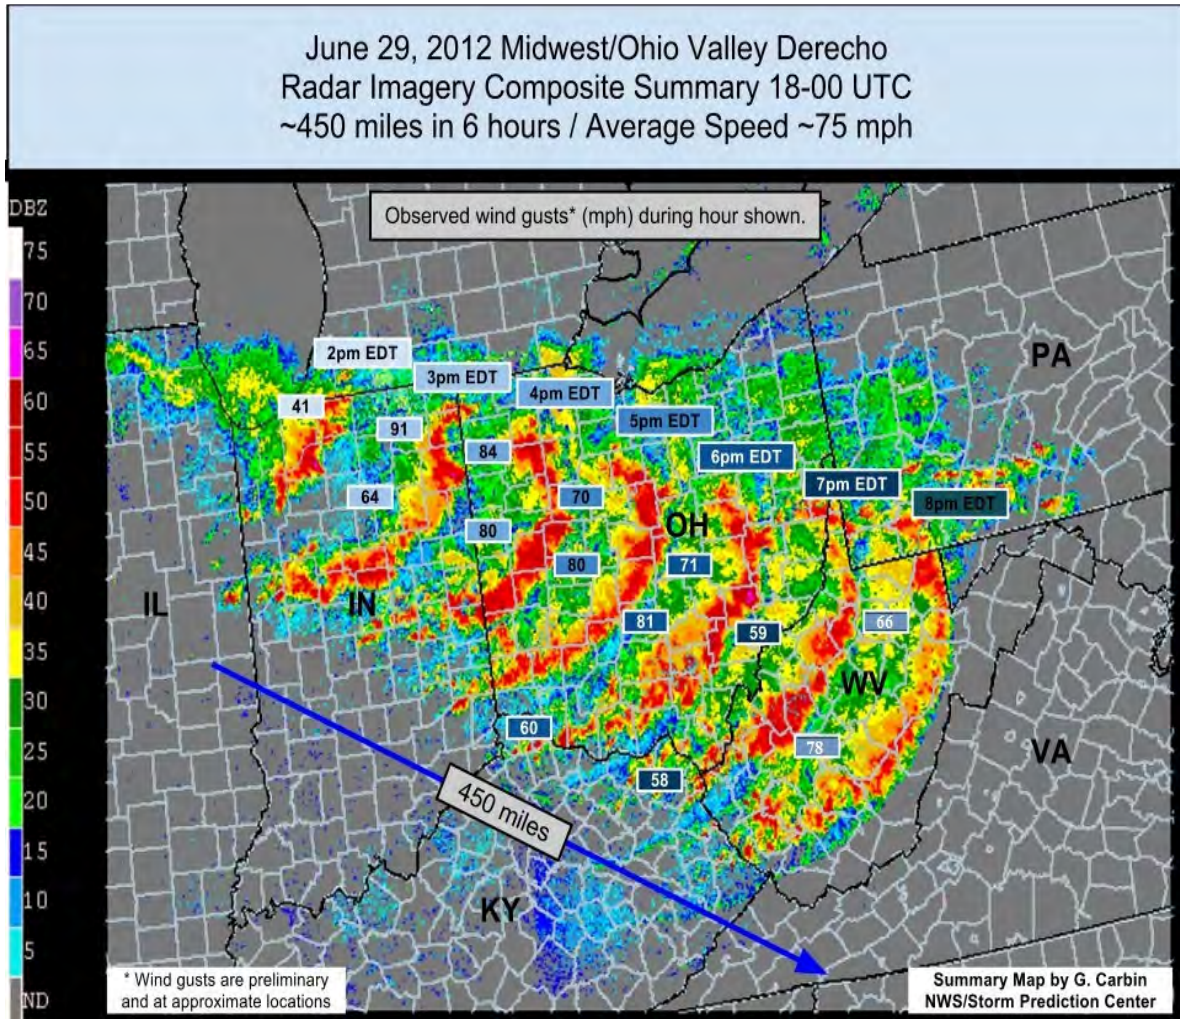 June 29, 2012 Midwest/Ohio Valley Derecho
Radar Imagery Composite Summary 18-00 UTC
~450 miles in 6 hours / Average Speed ~75 mph
Observed wind gusts* (mph) during hour shown.
DBZ
75
70
65
60
55
50
45
40
35
30
25
20
15
10
5
ND
2pm EDT
3pm EDT
4pm EDT
5pm EDT
6pm EDT
7pm EDT
8pm EDT
PA
41
91
84
64
70
80
OH
80
71
IL
IN
81
59
66
WV
60
78
58
VA
450 miles
KY
* Wind gusts are preliminary
and at approximate locations
Summary Map by G. Carbin
NWS/Storm Prediction Center